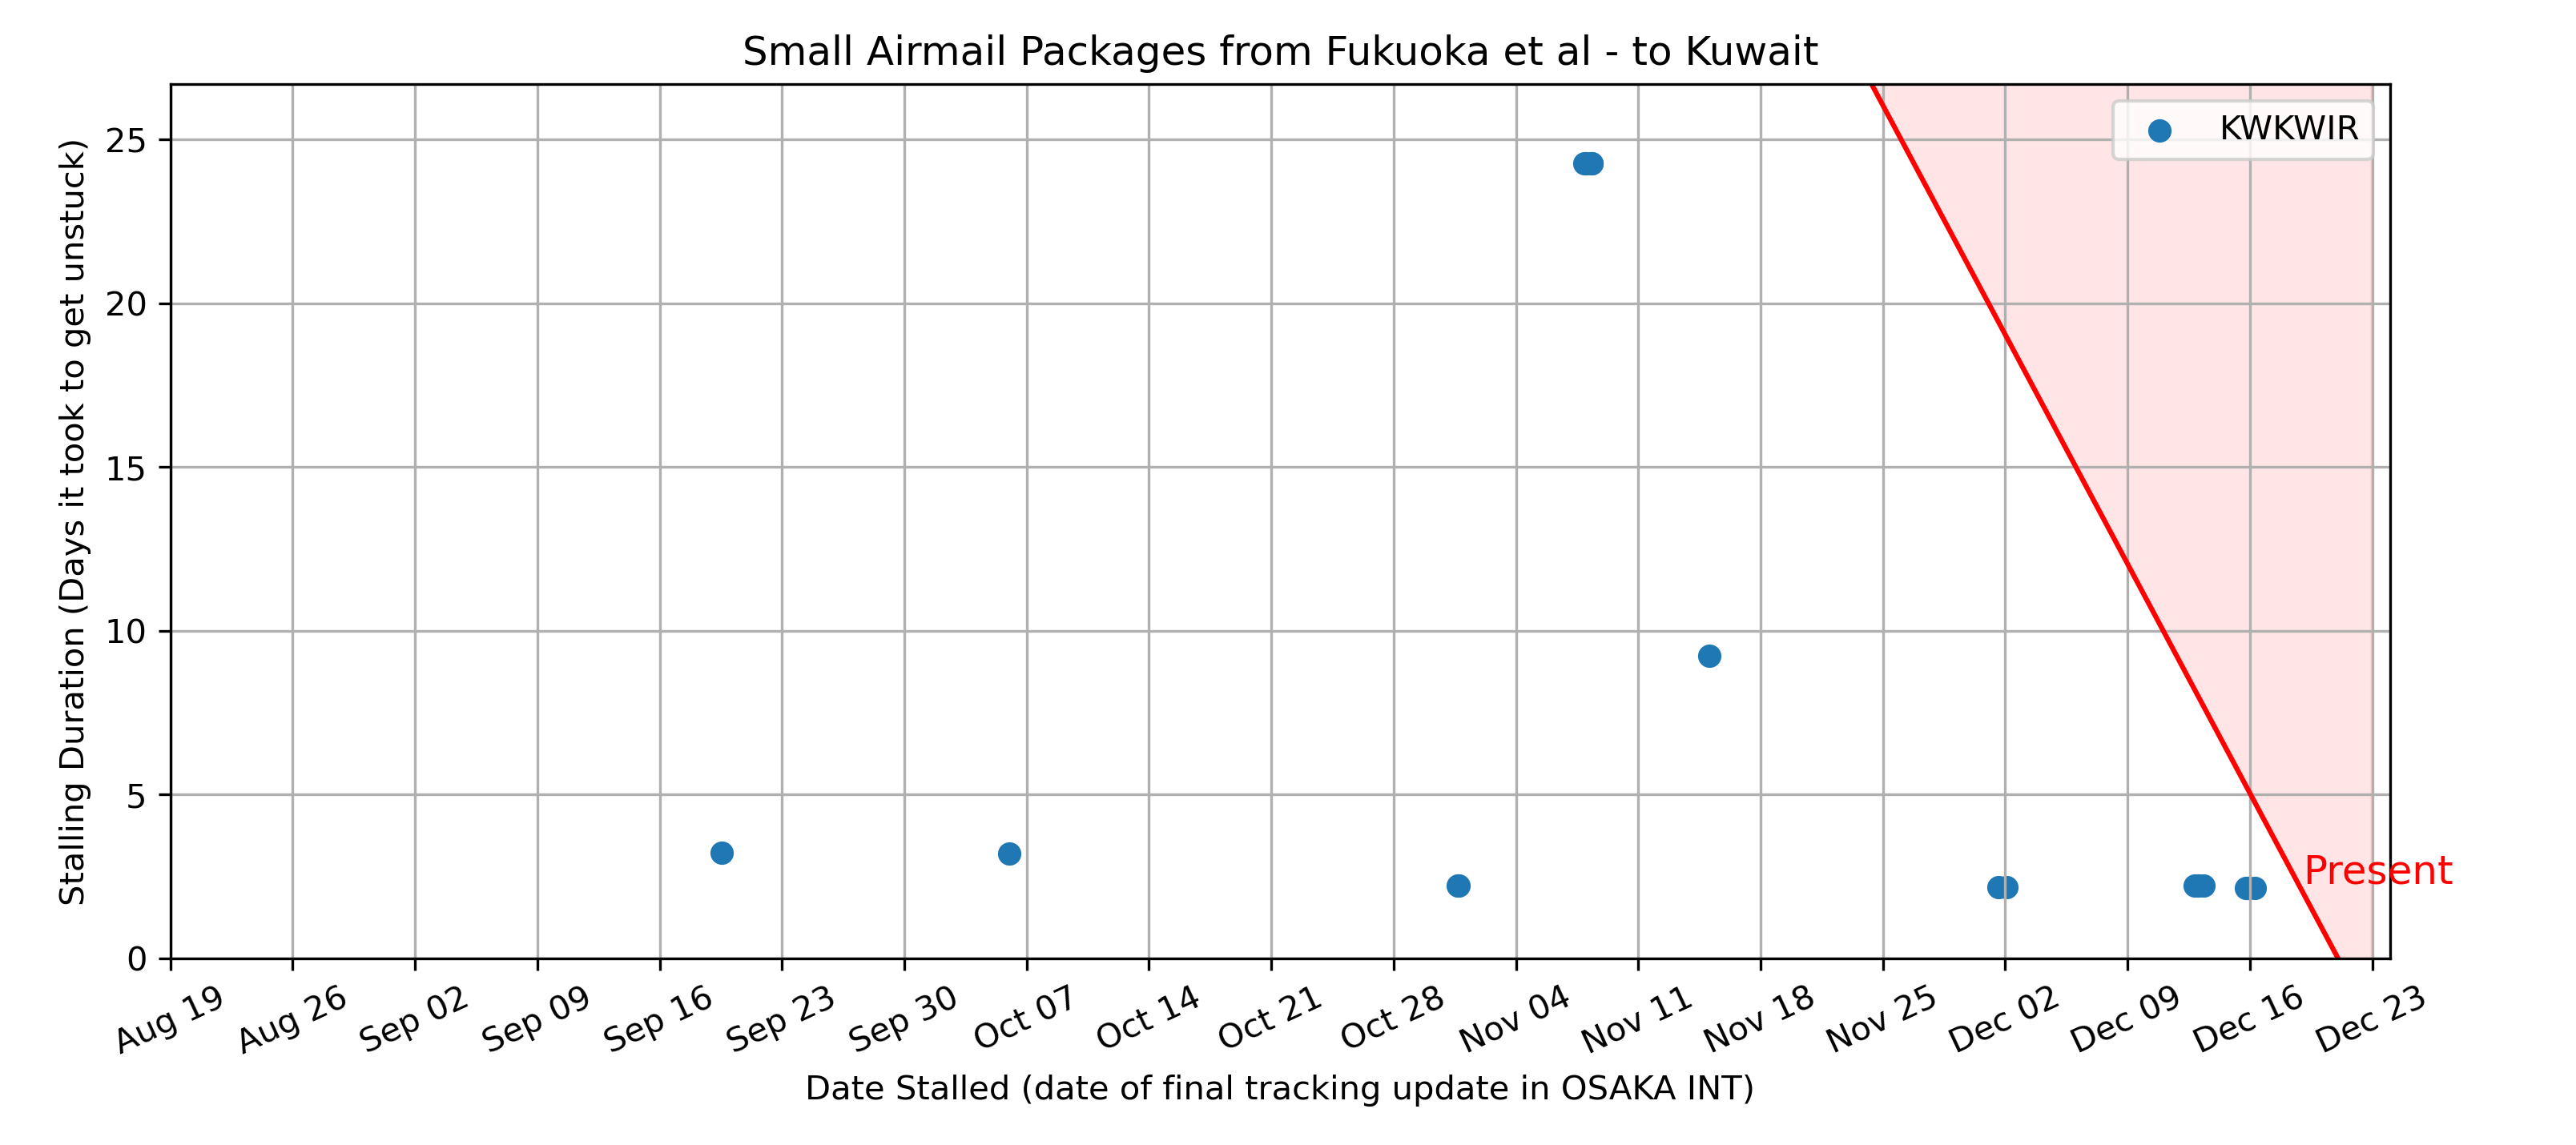 Small Airmail Packages from Fukuoka et al - to Kuwait
KWKWIR
Stalling Duration (Days it took to get unstuck)
25
20
15
10
5
0
Present
Aug 19
Aug 26
Sep 02
Sep 09
Sep 16
Sep 23
Sep 30
Oct 07
Oct 14
Oct 21
Oct 28
Nov 04
Nov 11
Nov 18
Nov 25
Dec 02
Dec 09
Dec 16
Dec 23
Date Stalled (date of final tracking update in OSAKA INT)